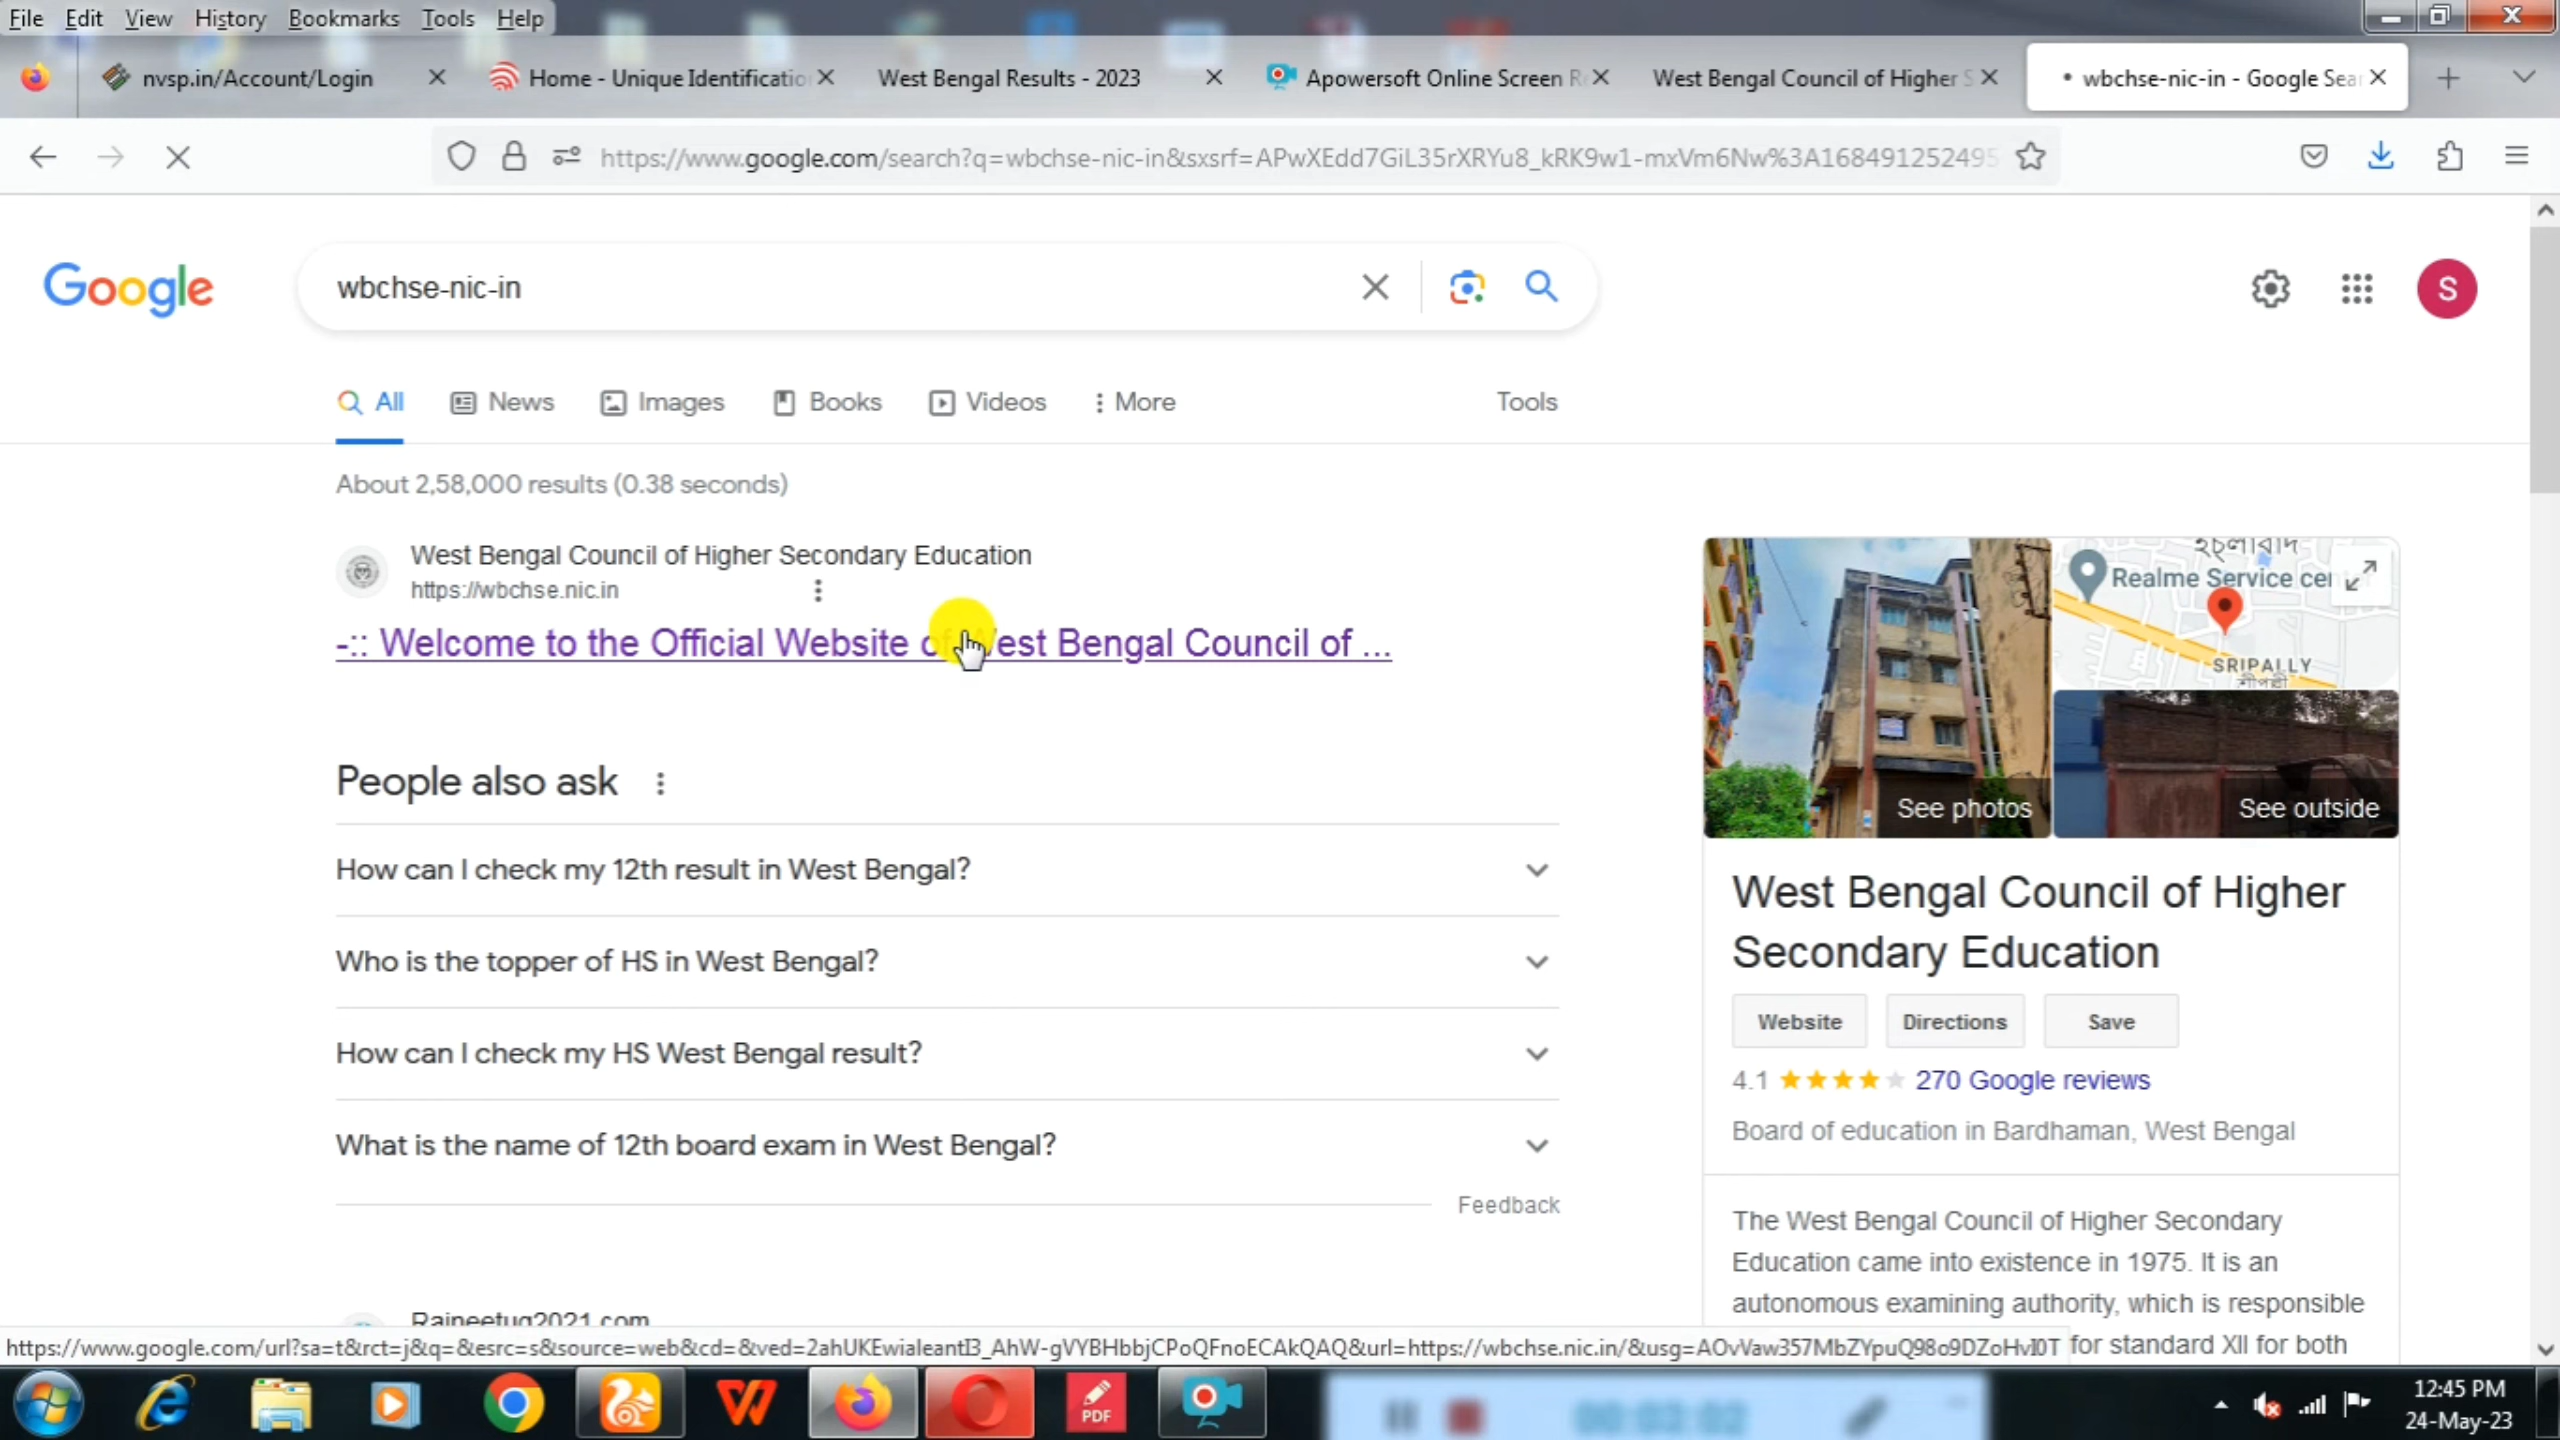 File Edit View History Bookmarks Tools Help
nvsp.in/Account/Login
Home - Unique Identificatio
West Bengal Results - 2023
Apowersoft Online Screen Re
West Bengal Council of Higher S
wbchse-nic-in - Google Sear
https://www.google.com/search?q=wbchse-nic-in&sxsrf=APwXEdd7GiL35rXRYu8_kRK9w1-mxVm6Nw%3A1684912524495
Google
wbchse-nic-in
S
All News Images Books Videos More Tools
About 2,58,000 results (0.38 seconds)
West Bengal Council of Higher Secondary Education
https://wbchse.nic.in
-:: Welcome to the Official Website of West Bengal Council of ...
People also ask
How can I check my 12th result in West Bengal?
Who is the topper of HS in West Bengal?
How can I check my HS West Bengal result?
What is the name of 12th board exam in West Bengal?
Feedback
Rajneetug2021.com
Realme Service cen
SRIPALLY
শ্রীপল্লী
See photos
See outside
West Bengal Council of Higher
Secondary Education
Website Directions Save
4.1 270 Google reviews
Board of education in Bardhaman, West Bengal
The West Bengal Council of Higher Secondary
Education came into existence in 1975. It is an
autonomous examining authority, which is responsible
for standard XII for both
https://www.google.com/url?sa=t&rct=j&q=&esrc=s&source=web&cd=&ved=2ahUKEwialeantI3_AhW-gVYBHbbjCPoQFnoECAkQAQ&url=https://wbchse.nic.in/&usg=AOvVaw357MbZYpuQ98o9DZoHvI0T
PDF
00:03:02
12:45 PM
24-May-23